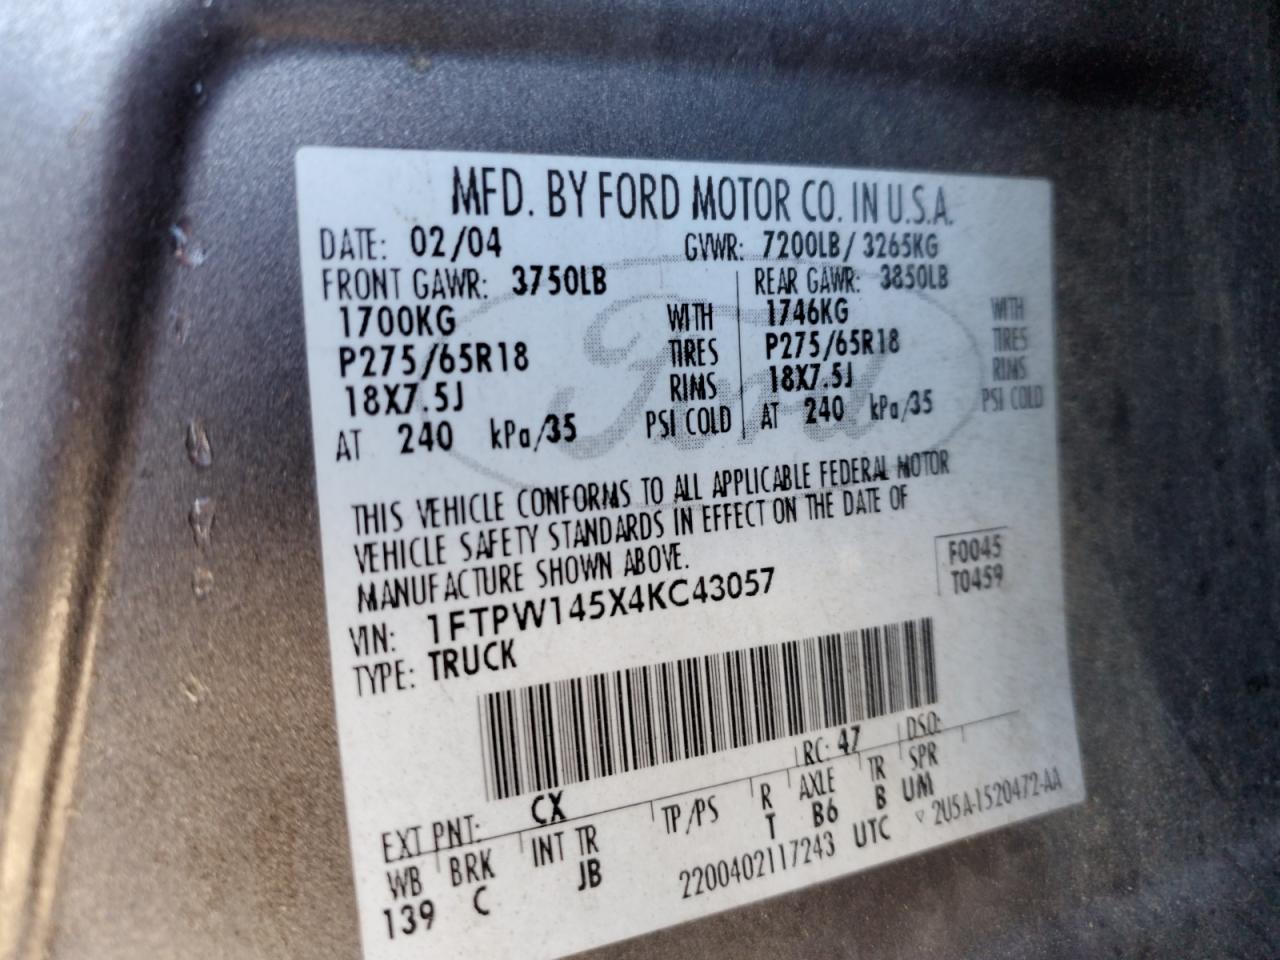 MFD. BY FORD MOTOR CO. IN U.S.A.
DATE: 02/04 GVWR: 7200LB/ 3265KG
FRONT GAWR: 3750LB REAR GAWR: 3850LB
1700KG WITH 1746KG WITH
P275/65R18 TIRES P275/65R18 TIRES
18X7.5J RIMS 18X7.5J RIMS
AT 240 kPa/35 PSI COLD AT 240 kPa/35 PSI COLD
Ford
THIS VEHICLE CONFORMS TO ALL APPLICABLE FEDERAL MOTOR
VEHICLE SAFETY STANDARDS IN EFFECT ON THE DATE OF
MANUFACTURE SHOWN ABOVE.
F0045
T0459
VIN: 1FTPW145X4KC43057
TYPE: TRUCK
EXT PNT: CX RC: 47 DSO:
WB BRK INT TR TP/PS R AXLE TR SPR
139 C JB T B6 B UM
2200402117243 UTC ▽ 2U5A-1520472-AA